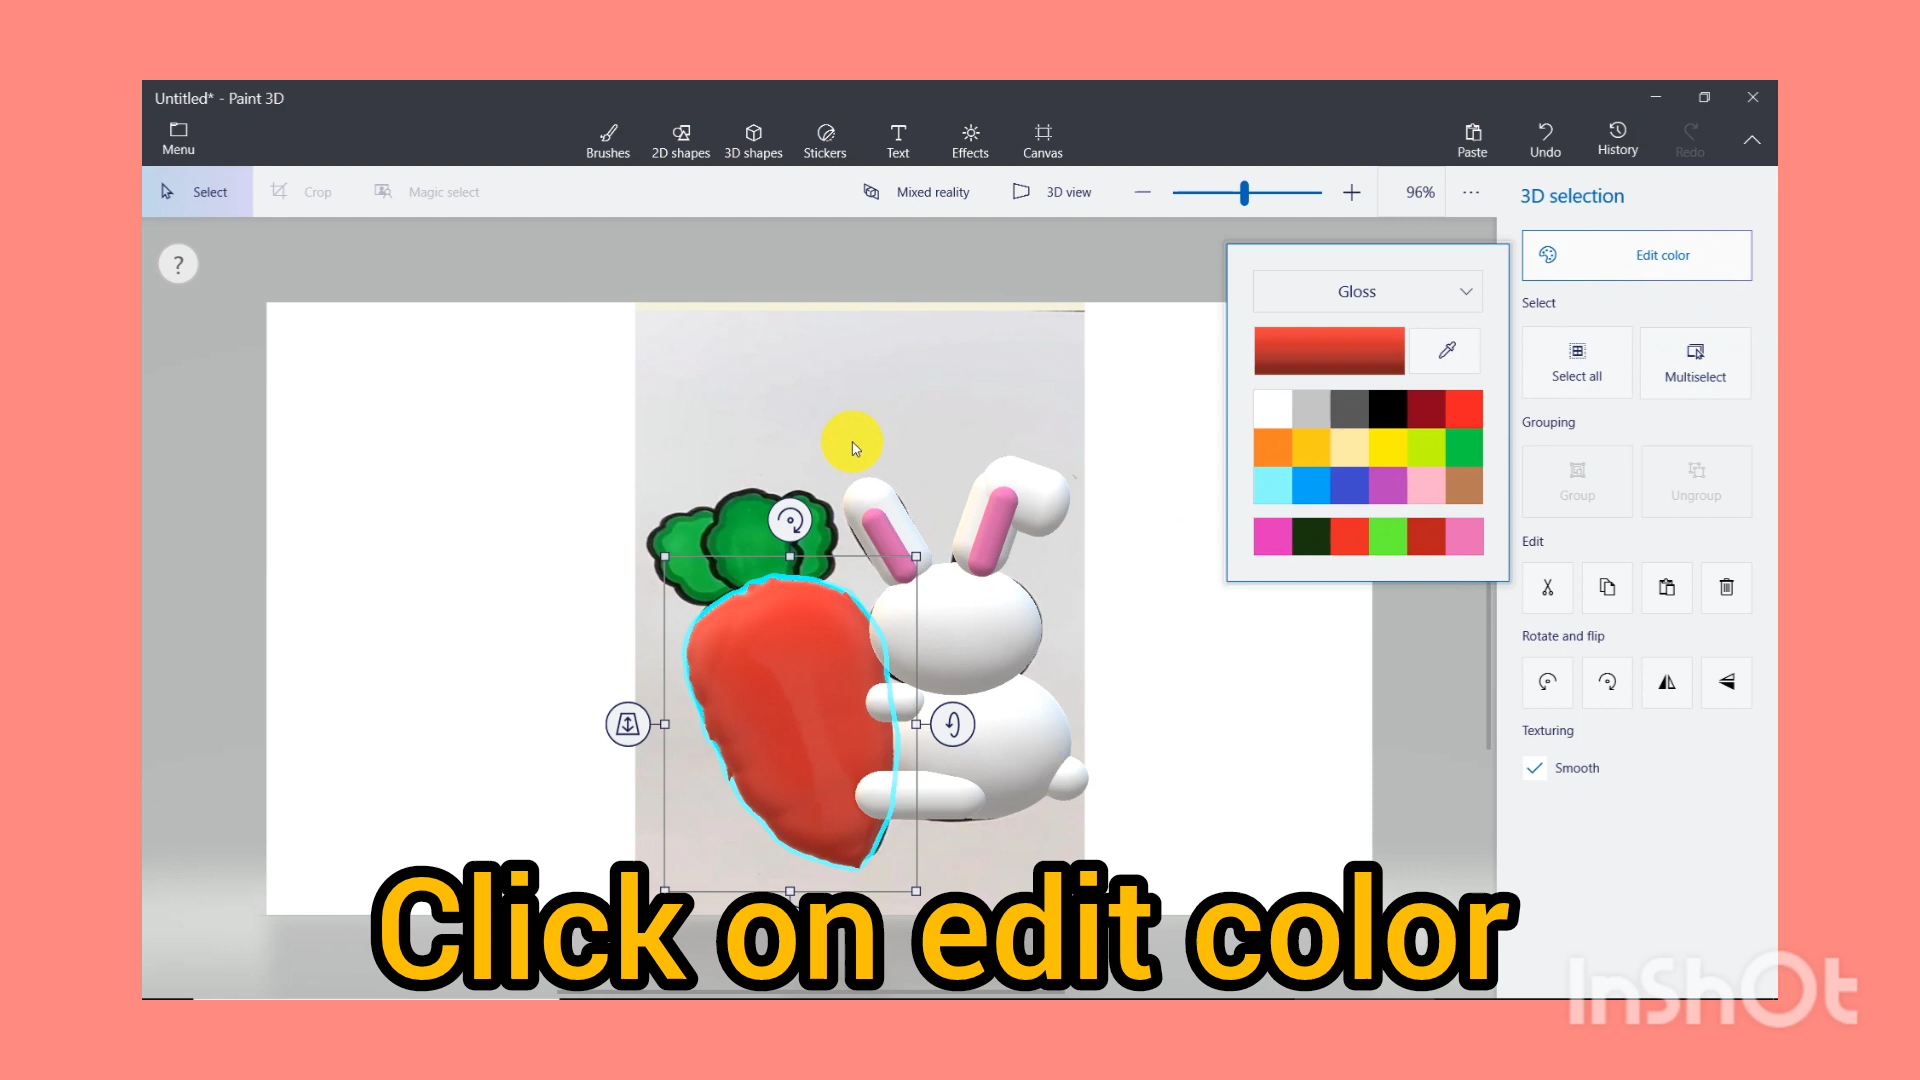 Untitled* - Paint 3D
Menu
Brushes
2D shapes
3D shapes
Stickers
Text
Effects
Canvas
Paste
Undo
History
Redo
Select
Crop
Magic select
Mixed reality
3D view
96%
3D selection
?
Gloss
Edit color
Select
Select all
Multiselect
Grouping
Group
Ungroup
Edit
Rotate and flip
Texturing
Smooth
Click on edit color
InShOt